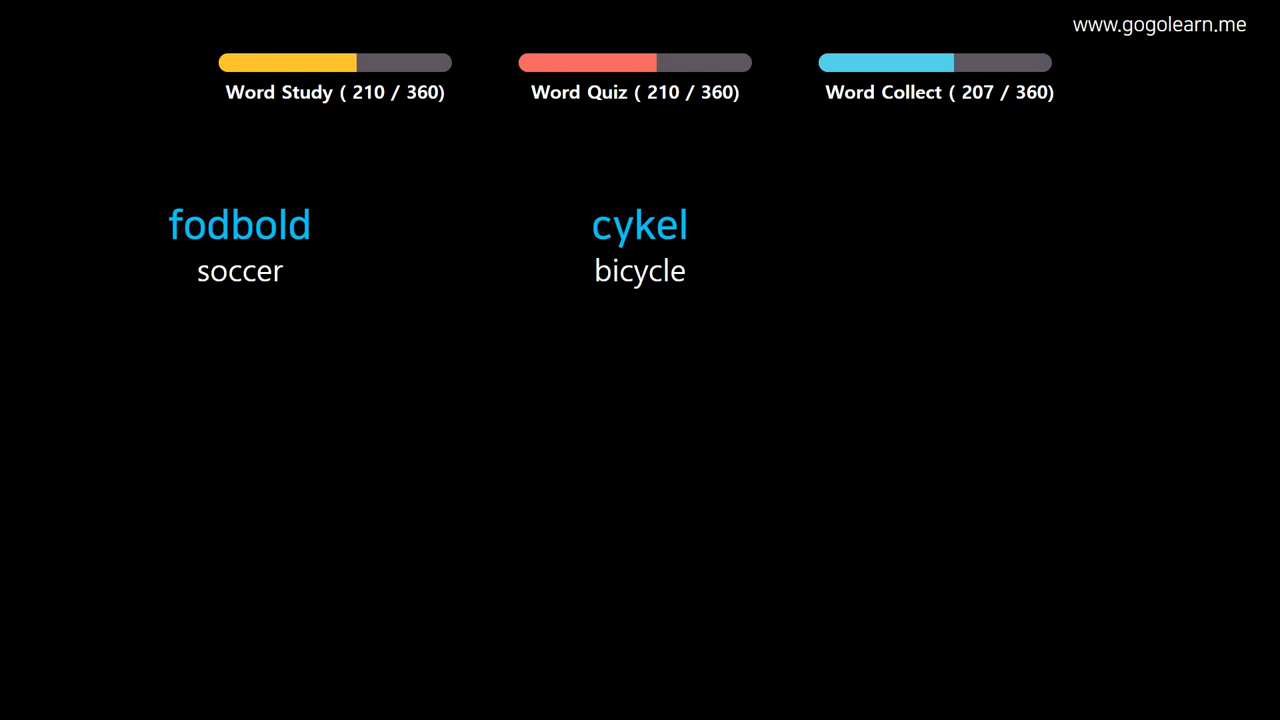 www.gogolearn.me
Word Study ( 210 / 360)
Word Quiz ( 210 / 360)
Word Collect ( 207 / 360)
fodbold
soccer
cykel
bicycle